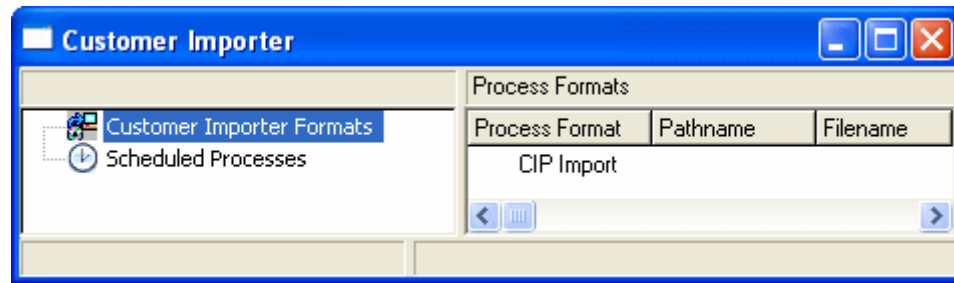 Customer Importer
Process Formats
Customer Importer Formats
Scheduled Processes
Process Format Pathname Filename
CIP Import